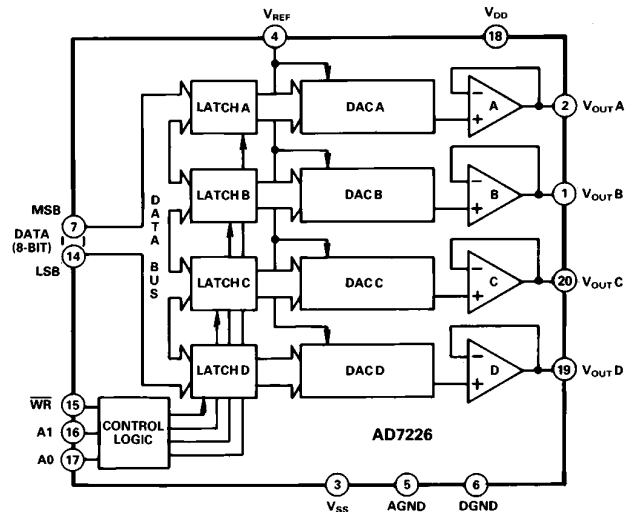 VREF
4
VDD
18
LATCH A
DAC A
A
−
+
2
VOUT A
LATCH B
DAC B
B
−
+
1
VOUT B
MSB
7
DATA
(8-BIT)
14
LSB
DATA BUS
LATCH C
DAC C
C
−
+
20
VOUT C
LATCH D
DAC D
D
−
+
19
VOUT D
W̅R̅
15
A1
16
A0
17
CONTROL
LOGIC
AD7226
3
VSS
5
AGND
6
DGND